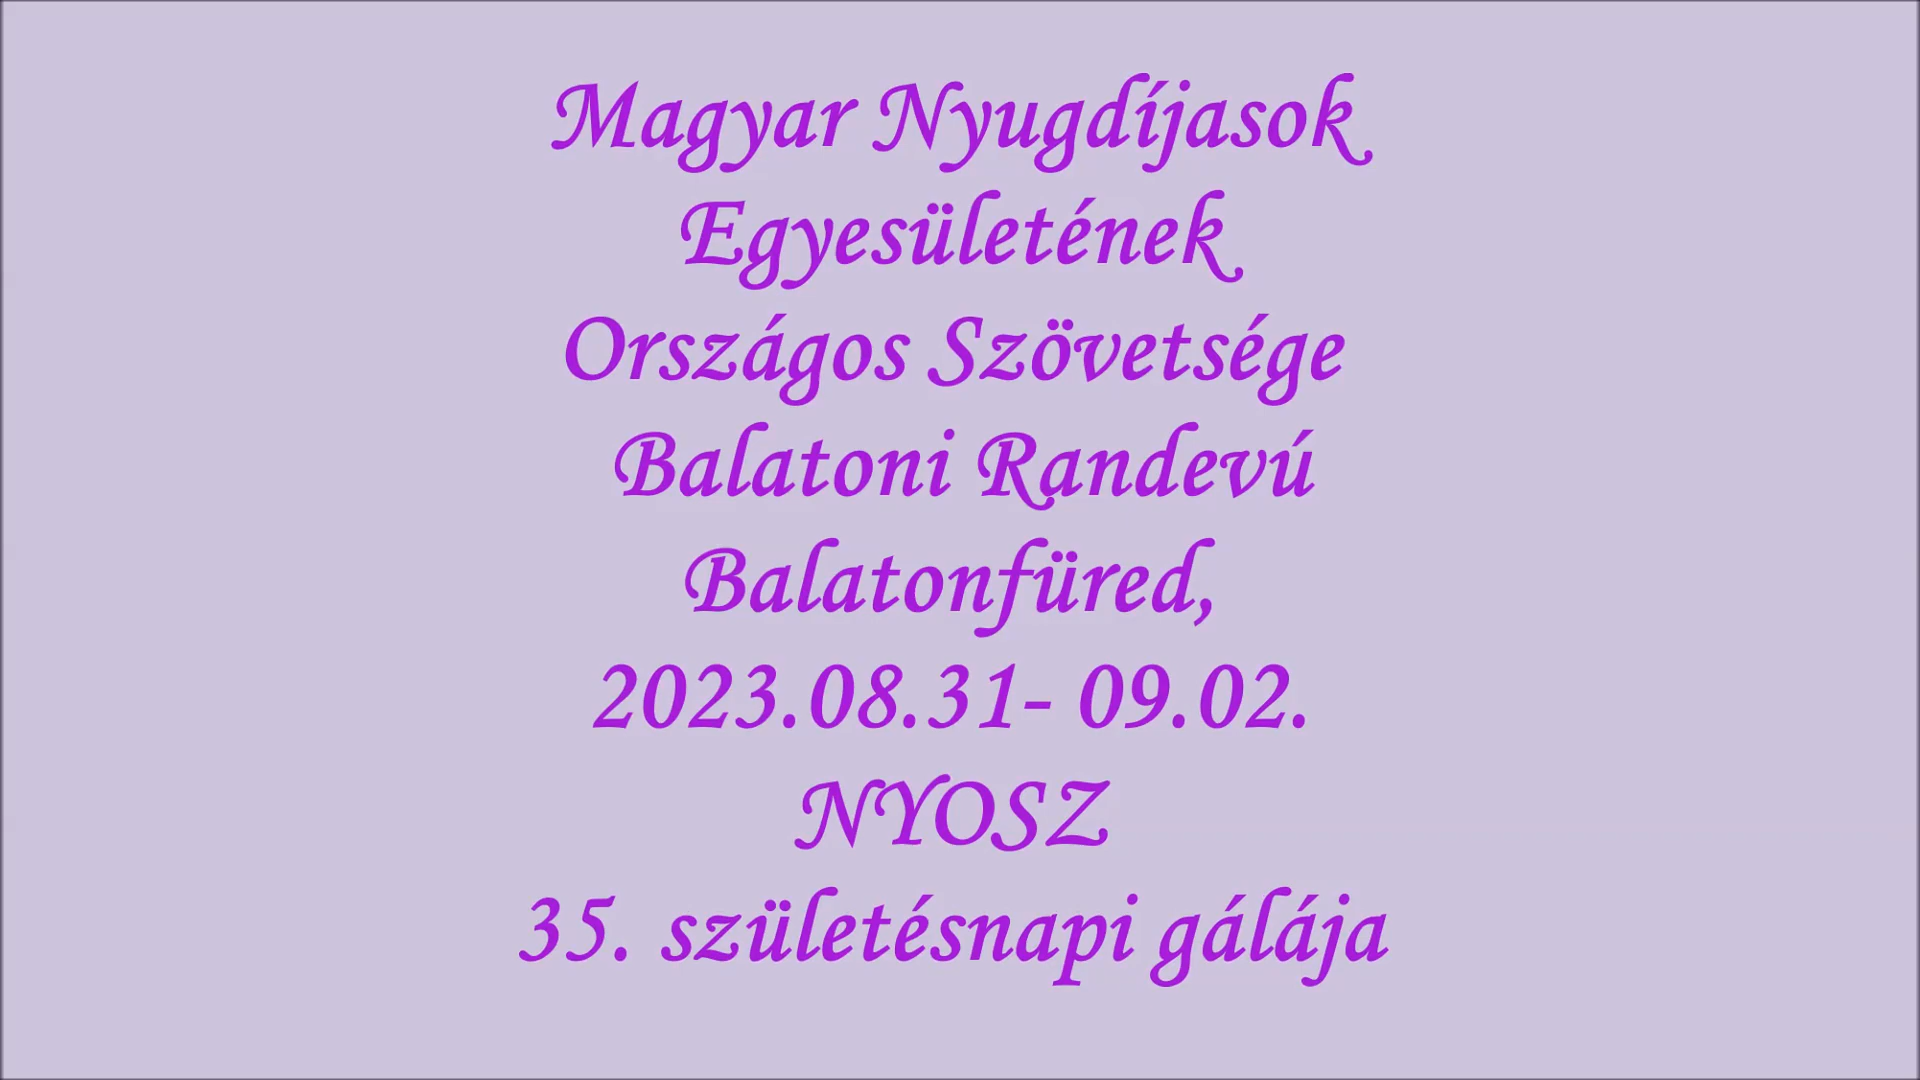 Magyar Nyugdíjasok
Egyesületének
Országos Szövetsége
Balatoni Randevú
Balatonfüred,
2023.08.31- 09.02.
NYOSZ
35. születésnapi gálája